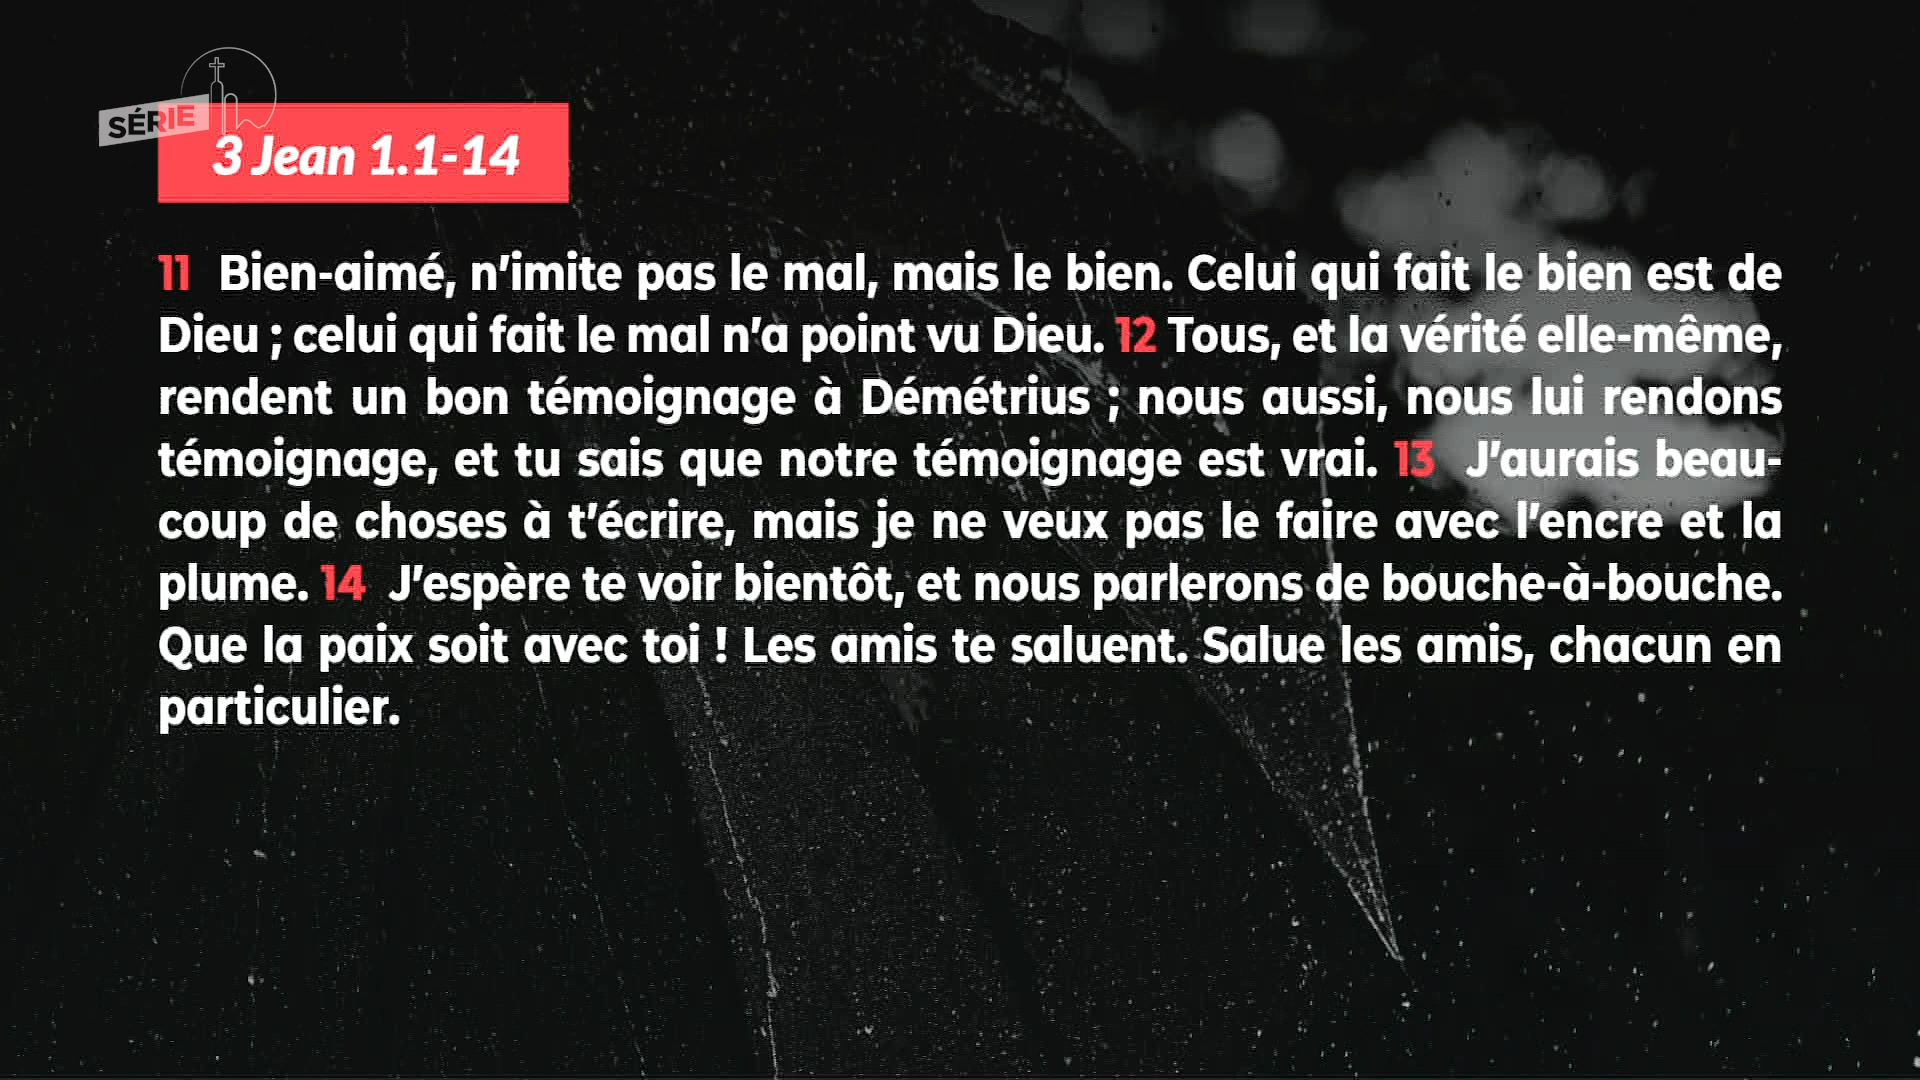 SÉRIE
3 Jean 1.1-14
11 Bien-aimé, n’imite pas le mal, mais le bien. Celui qui fait le bien est de
Dieu ; celui qui fait le mal n’a point vu Dieu. 12 Tous, et la vérité elle-même,
rendent un bon témoignage à Démétrius ; nous aussi, nous lui rendons
témoignage, et tu sais que notre témoignage est vrai. 13 J’aurais beau-
coup de choses à t’écrire, mais je ne veux pas le faire avec l’encre et la
plume. 14 J’espère te voir bientôt, et nous parlerons de bouche-à-bouche.
Que la paix soit avec toi ! Les amis te saluent. Salue les amis, chacun en
particulier.